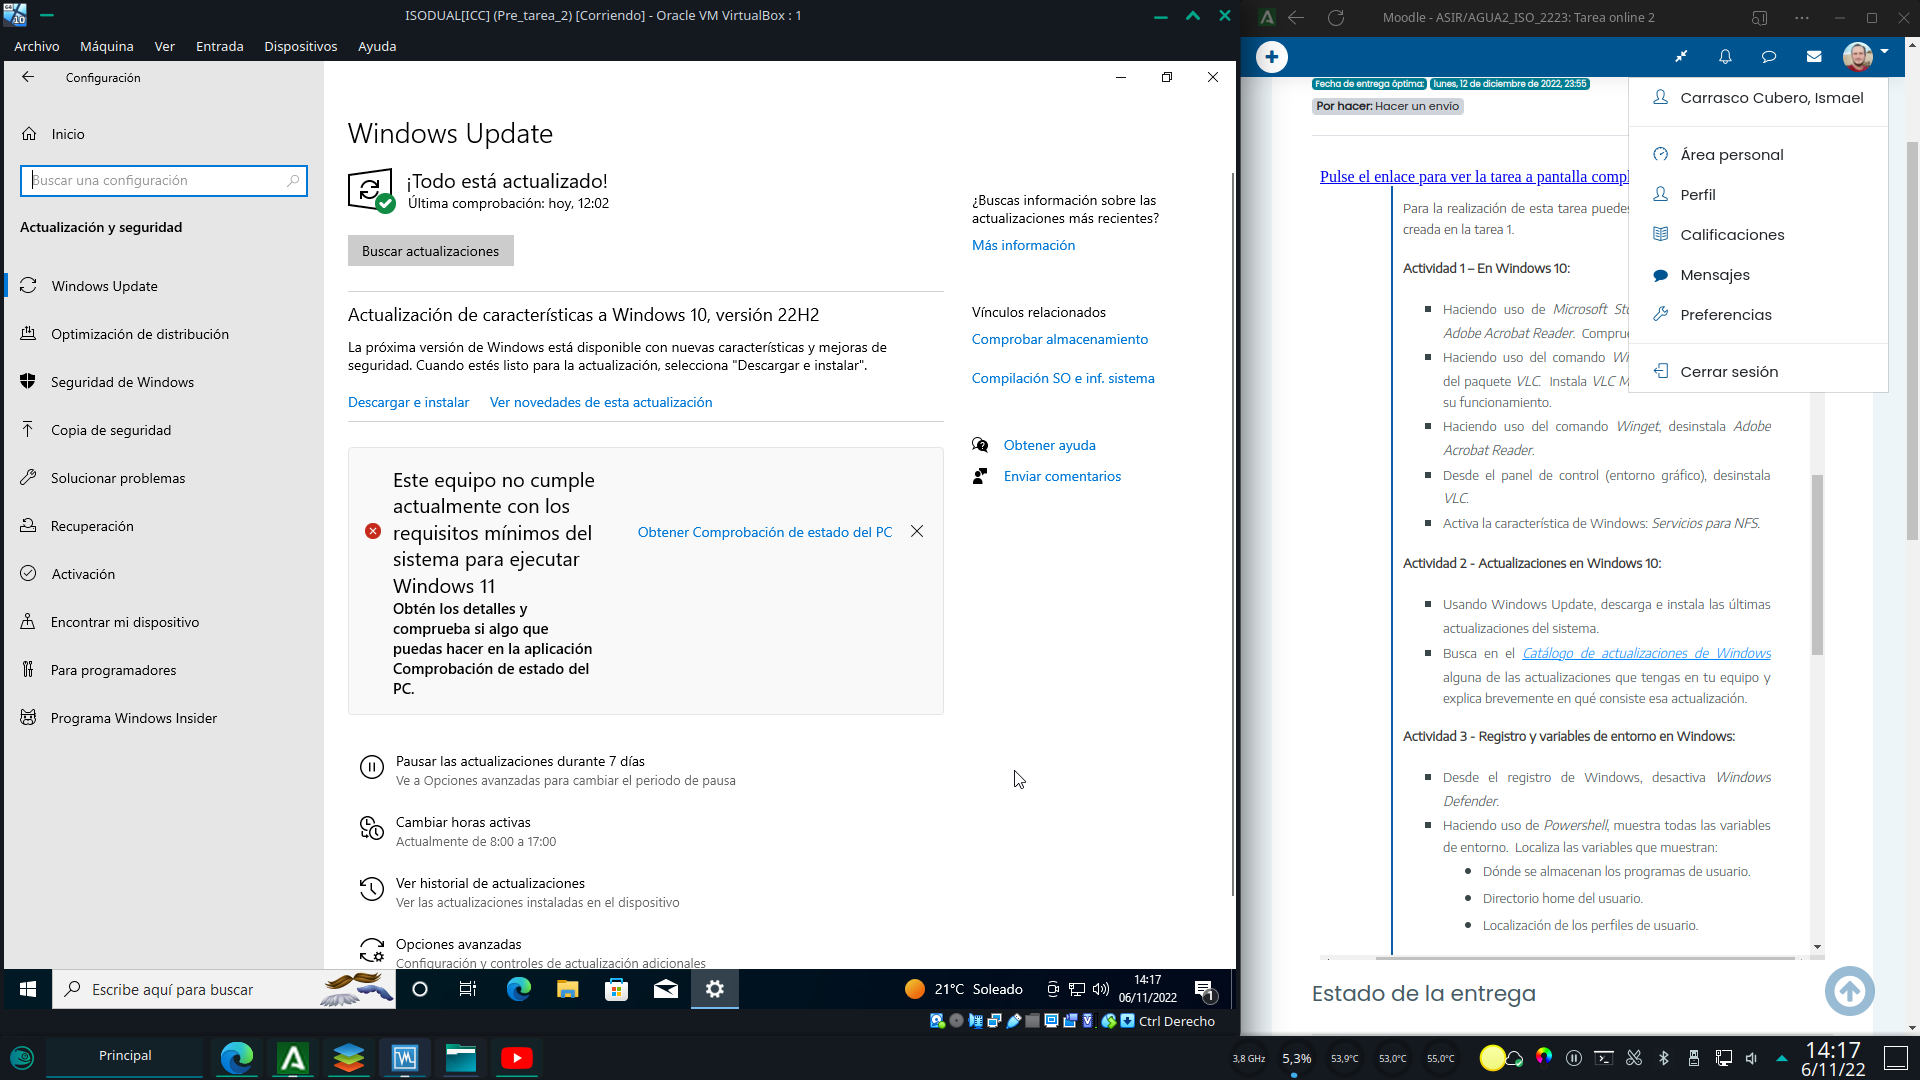 ISODUAL[ICC] (Pre_tarea_2) [Corriendo] - Oracle VM VirtualBox : 1
Archivo Máquina Ver Entrada Dispositivos Ayuda
Configuración
Inicio
Buscar una configuración
Actualización y seguridad
Windows Update
Optimización de distribución
Seguridad de Windows
Copia de seguridad
Solucionar problemas
Recuperación
Activación
Encontrar mi dispositivo
Para programadores
Programa Windows Insider
Windows Update
¡Todo está actualizado!
Última comprobación: hoy, 12:02
Buscar actualizaciones
Actualización de características a Windows 10, versión 22H2
La próxima versión de Windows está disponible con nuevas características y mejoras de
seguridad. Cuando estés listo para la actualización, selecciona "Descargar e instalar".
Descargar e instalar Ver novedades de esta actualización
Este equipo no cumple
actualmente con los
requisitos mínimos del
sistema para ejecutar
Windows 11
Obtén los detalles y
comprueba si algo que
puedas hacer en la aplicación
Comprobación de estado del
PC.
Obtener Comprobación de estado del PC
Pausar las actualizaciones durante 7 días
Ve a Opciones avanzadas para cambiar el periodo de pausa
Cambiar horas activas
Actualmente de 8:00 a 17:00
Ver historial de actualizaciones
Ver las actualizaciones instaladas en el dispositivo
Opciones avanzadas
Configuración y controles de actualización adicionales
¿Buscas información sobre las
actualizaciones más recientes?
Más información
Vínculos relacionados
Comprobar almacenamiento
Compilación SO e inf. sistema
Obtener ayuda
Enviar comentarios
Escribe aquí para buscar
21°C Soleado
14:17
06/11/2022
1
Ctrl Derecho
Moodle - ASIR/AGUA2_ISO_2223: Tarea online 2
Fecha de entrega óptima: lunes, 12 de diciembre de 2022, 23:55
Por hacer: Hacer un envío
Pulse el enlace para ver la tarea a pantalla compl
Para la realización de esta tarea puedes
creada en la tarea 1.
Actividad 1 – En Windows 10:
Haciendo uso de Microsoft Sto
Adobe Acrobat Reader. Comprue
Haciendo uso del comando Wi
del paquete VLC. Instala VLC M
su funcionamiento.
Haciendo uso del comando Winget, desinstala Adobe
Acrobat Reader.
Desde el panel de control (entorno gráfico), desinstala
VLC.
Activa la característica de Windows: Servicios para NFS.
Actividad 2 - Actualizaciones en Windows 10:
Usando Windows Update, descarga e instala las últimas
actualizaciones del sistema.
Busca en el Catálogo de actualizaciones de Windows
alguna de las actualizaciones que tengas en tu equipo y
explica brevemente en qué consiste esa actualización.
Actividad 3 - Registro y variables de entorno en Windows:
Desde el registro de Windows, desactiva Windows
Defender.
Haciendo uso de Powershell, muestra todas las variables
de entorno. Localiza las variables que muestran:
Dónde se almacenan los programas de usuario.
Directorio home del usuario.
Localización de los perfiles de usuario.
Estado de la entrega
Carrasco Cubero, Ismael
Área personal
Perfil
Calificaciones
Mensajes
Preferencias
Cerrar sesión
Principal
3,8 GHz 5,3% 53,9°C 53,0°C 55,0°C
14:17
6/11/22